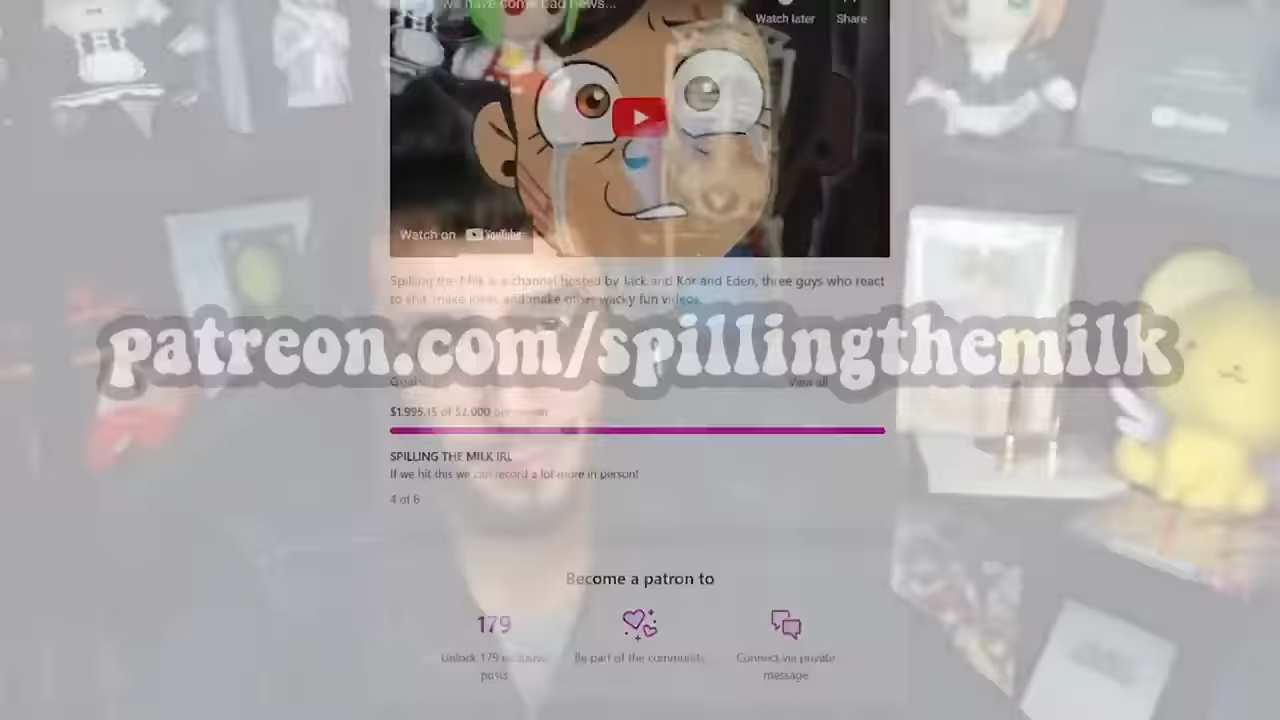 we have come bad news...
Watch later
Share
Watch on YouTube
Spilling the Milk is a channel hosted by Jack and Kor and Eden, three guys who react
to shit, make jokes and make other wacky fun videos.
patreon.com/spillingthemilk
Goal
View all
$1,995.15 of $2,000 per month
SPILLING THE MILK IRL
If we hit this we can record a lot more in person!
4 of 6
Become a patron to
179
Unlock 179 exclusive
posts
Be part of the community
Connect via private
message